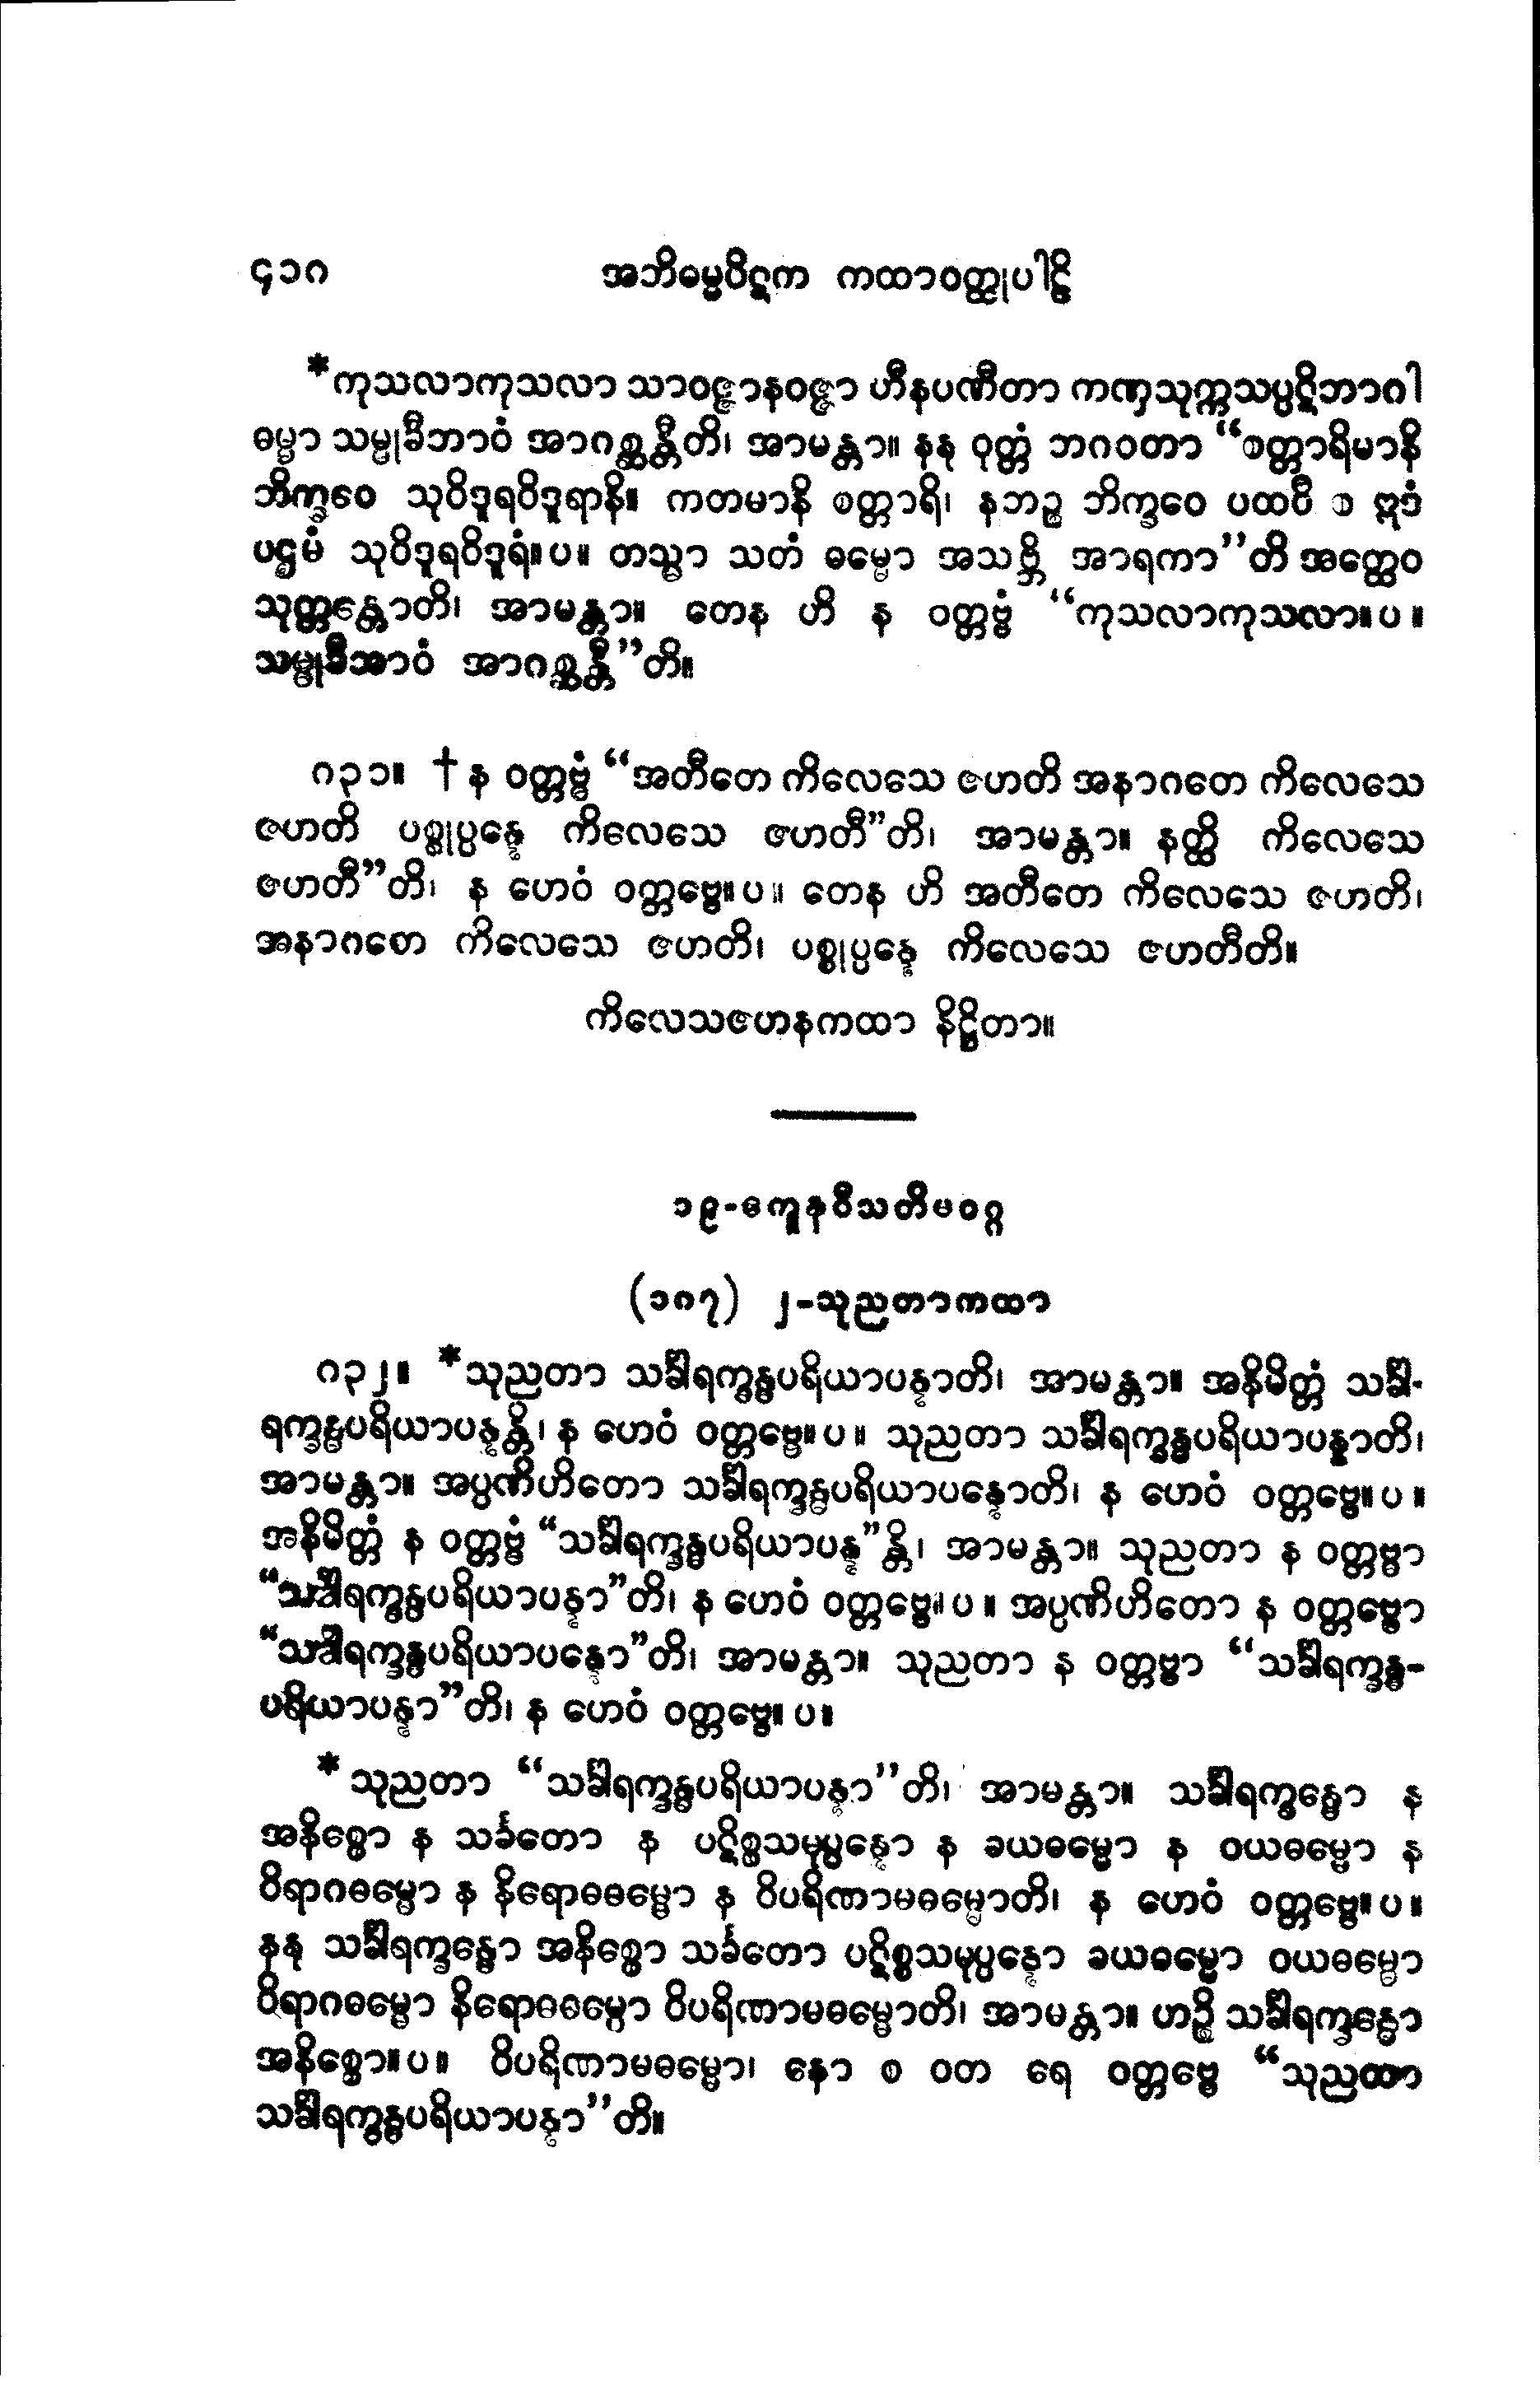 ၄၁၈ အဘိဓမ္မပိဋက ကထာဝတ္ထုပါဠိ
*ကုသလာကုသလာ သာဝဇ္ဇာနဝဇ္ဇာ ဟီနပဏီတာ ကဏှသုက္ကသပ္ပဋိဘာဂါ
ဓမ္မာ သမ္မုခီဘာဝံ အာဂစ္ဆန္တီတိ၊ အာမန္တာ။ နနု ဝုတ္တံ ဘဂဝတာ “စတ္တာရိမာနိ
ဘိက္ခဝေ သုဝိဒူရဝိဒူရာနိ။ ကတမာနိ စတ္တာရိ၊ နဘဉ္စ ဘိက္ခဝေ ပထဝီ စ ဣဒံ
ပဌမံ သုဝိဒူရဝိဒူရံ။ပ။ တသ္မာ သတံ ဓမ္မော အသဗ္ဘိ အာရကာ”တိ အတ္ထေဝ
သုတ္တန္တောတိ၊ အာမန္တာ။ တေန ဟိ န ဝတ္တဗ္ဗံ “ကုသလာကုသလာ။ပ။
သမ္မုခီဘာဝံ အာဂစ္ဆန္တီ”တိ။
၈၃၁။ †န ဝတ္တဗ္ဗံ “အတီတေ ကိလေသေ ဇဟတိ အနာဂတေ ကိလေသေ
ဇဟတိ ပစ္စုပ္ပန္နေ ကိလေသေ ဇဟတီ”တိ၊ အာမန္တာ။ နတ္ထိ ကိလေသေ
ဇဟတီ”တိ၊ န ဟေဝံ ဝတ္တဗ္ဗေ။ပ။ တေန ဟိ အတီတေ ကိလေသေ ဇဟတိ၊
အနာဂတေ ကိလေသေ ဇဟတိ၊ ပစ္စုပ္ပန္နေ ကိလေသေ ဇဟတီတိ။
ကိလေသဇဟနကထာ နိဋ္ဌိတာ။
၁၉-ဧကူနဝီသတိမဝဂ္ဂ
(၁၈၇) ၂-သုညတာကထာ
၈၃၂။ *သုညတာ သင်္ခါရက္ခန္ဓပရိယာပန္နာတိ၊ အာမန္တာ။ အနိမိတ္တံ သင်္ခါ-
ရက္ခန္ဓပရိယာပန္နန္တိ၊ န ဟေဝံ ဝတ္တဗ္ဗေ။ပ။ သုညတာ သင်္ခါရက္ခန္ဓပရိယာပန္နာတိ၊
အာမန္တာ။ အပ္ပဏိဟိတော သင်္ခါရက္ခန္ဓပရိယာပန္နောတိ၊ န ဟေဝံ ဝတ္တဗ္ဗေ။ပ။
အနိမိတ္တံ န ဝတ္တဗ္ဗံ “သင်္ခါရက္ခန္ဓပရိယာပန္န”န္တိ၊ အာမန္တာ။ သုညတာ န ဝတ္တဗ္ဗာ
“သင်္ခါရက္ခန္ဓပရိယာပန္နာ”တိ၊ န ဟေဝံ ဝတ္တဗ္ဗေ။ပ။ အပ္ပဏိဟိတော န ဝတ္တဗ္ဗော
“သင်္ခါရက္ခန္ဓပရိယာပန္နော”တိ၊ အာမန္တာ။ သုညတာ န ဝတ္တဗ္ဗာ “သင်္ခါရက္ခန္ဓ-
ပရိယာပန္နာ”တိ၊ န ဟေဝံ ဝတ္တဗ္ဗေ။ပ။
*သုညတာ “သင်္ခါရက္ခန္ဓပရိယာပန္နာ”တိ၊ အာမန္တာ။ သင်္ခါရက္ခန္ဓော န
အနိစ္စော န သင်္ခတော န ပဋိစ္စသမုပ္ပန္နော န ခယဓမ္မော န ဝယဓမ္မော န
ဝိရာဂဓမ္မော န နိရောဓဓမ္မော န ဝိပရိဏာမဓမ္မောတိ၊ န ဟေဝံ ဝတ္တဗ္ဗေ။ပ။
နနု သင်္ခါရက္ခန္ဓော အနိစ္စော သင်္ခတော ပဋိစ္စသမုပ္ပန္နော ခယဓမ္မော ဝယဓမ္မော
ဝိရာဂဓမ္မော နိရောဓဓမ္မော ဝိပရိဏာမဓမ္မောတိ၊ အာမန္တာ။ ဟဉ္စိ သင်္ခါရက္ခန္ဓော
အနိစ္စော။ပ။ ဝိပရိဏာမဓမ္မော၊ နော စ ဝတ ရေ ဝတ္တဗ္ဗေ “သုညတာ
သင်္ခါရက္ခန္ဓပရိယာပန္နာ”တိ။